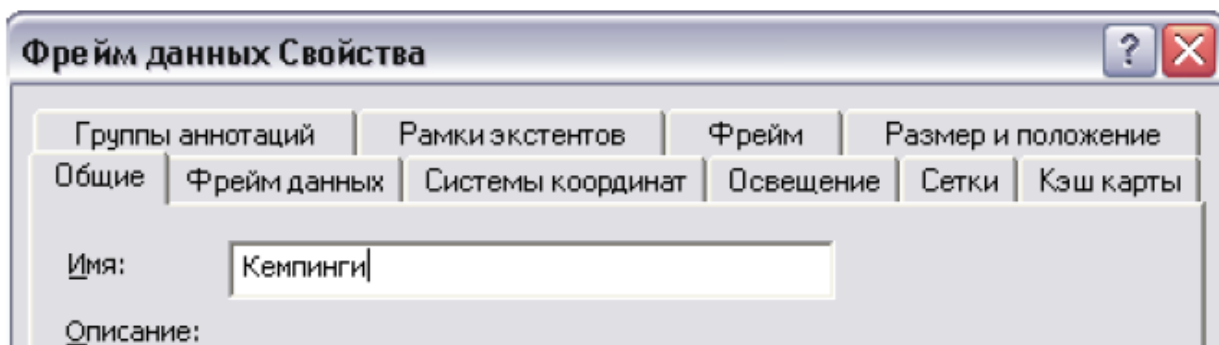 Фрейм данных Свойства
Группы аннотаций Рамки экстентов Фрейм Размер и положение
Общие Фрейм данных Системы координат Освещение Сетки Кэш карты
Имя: Кемпинги
Описание: